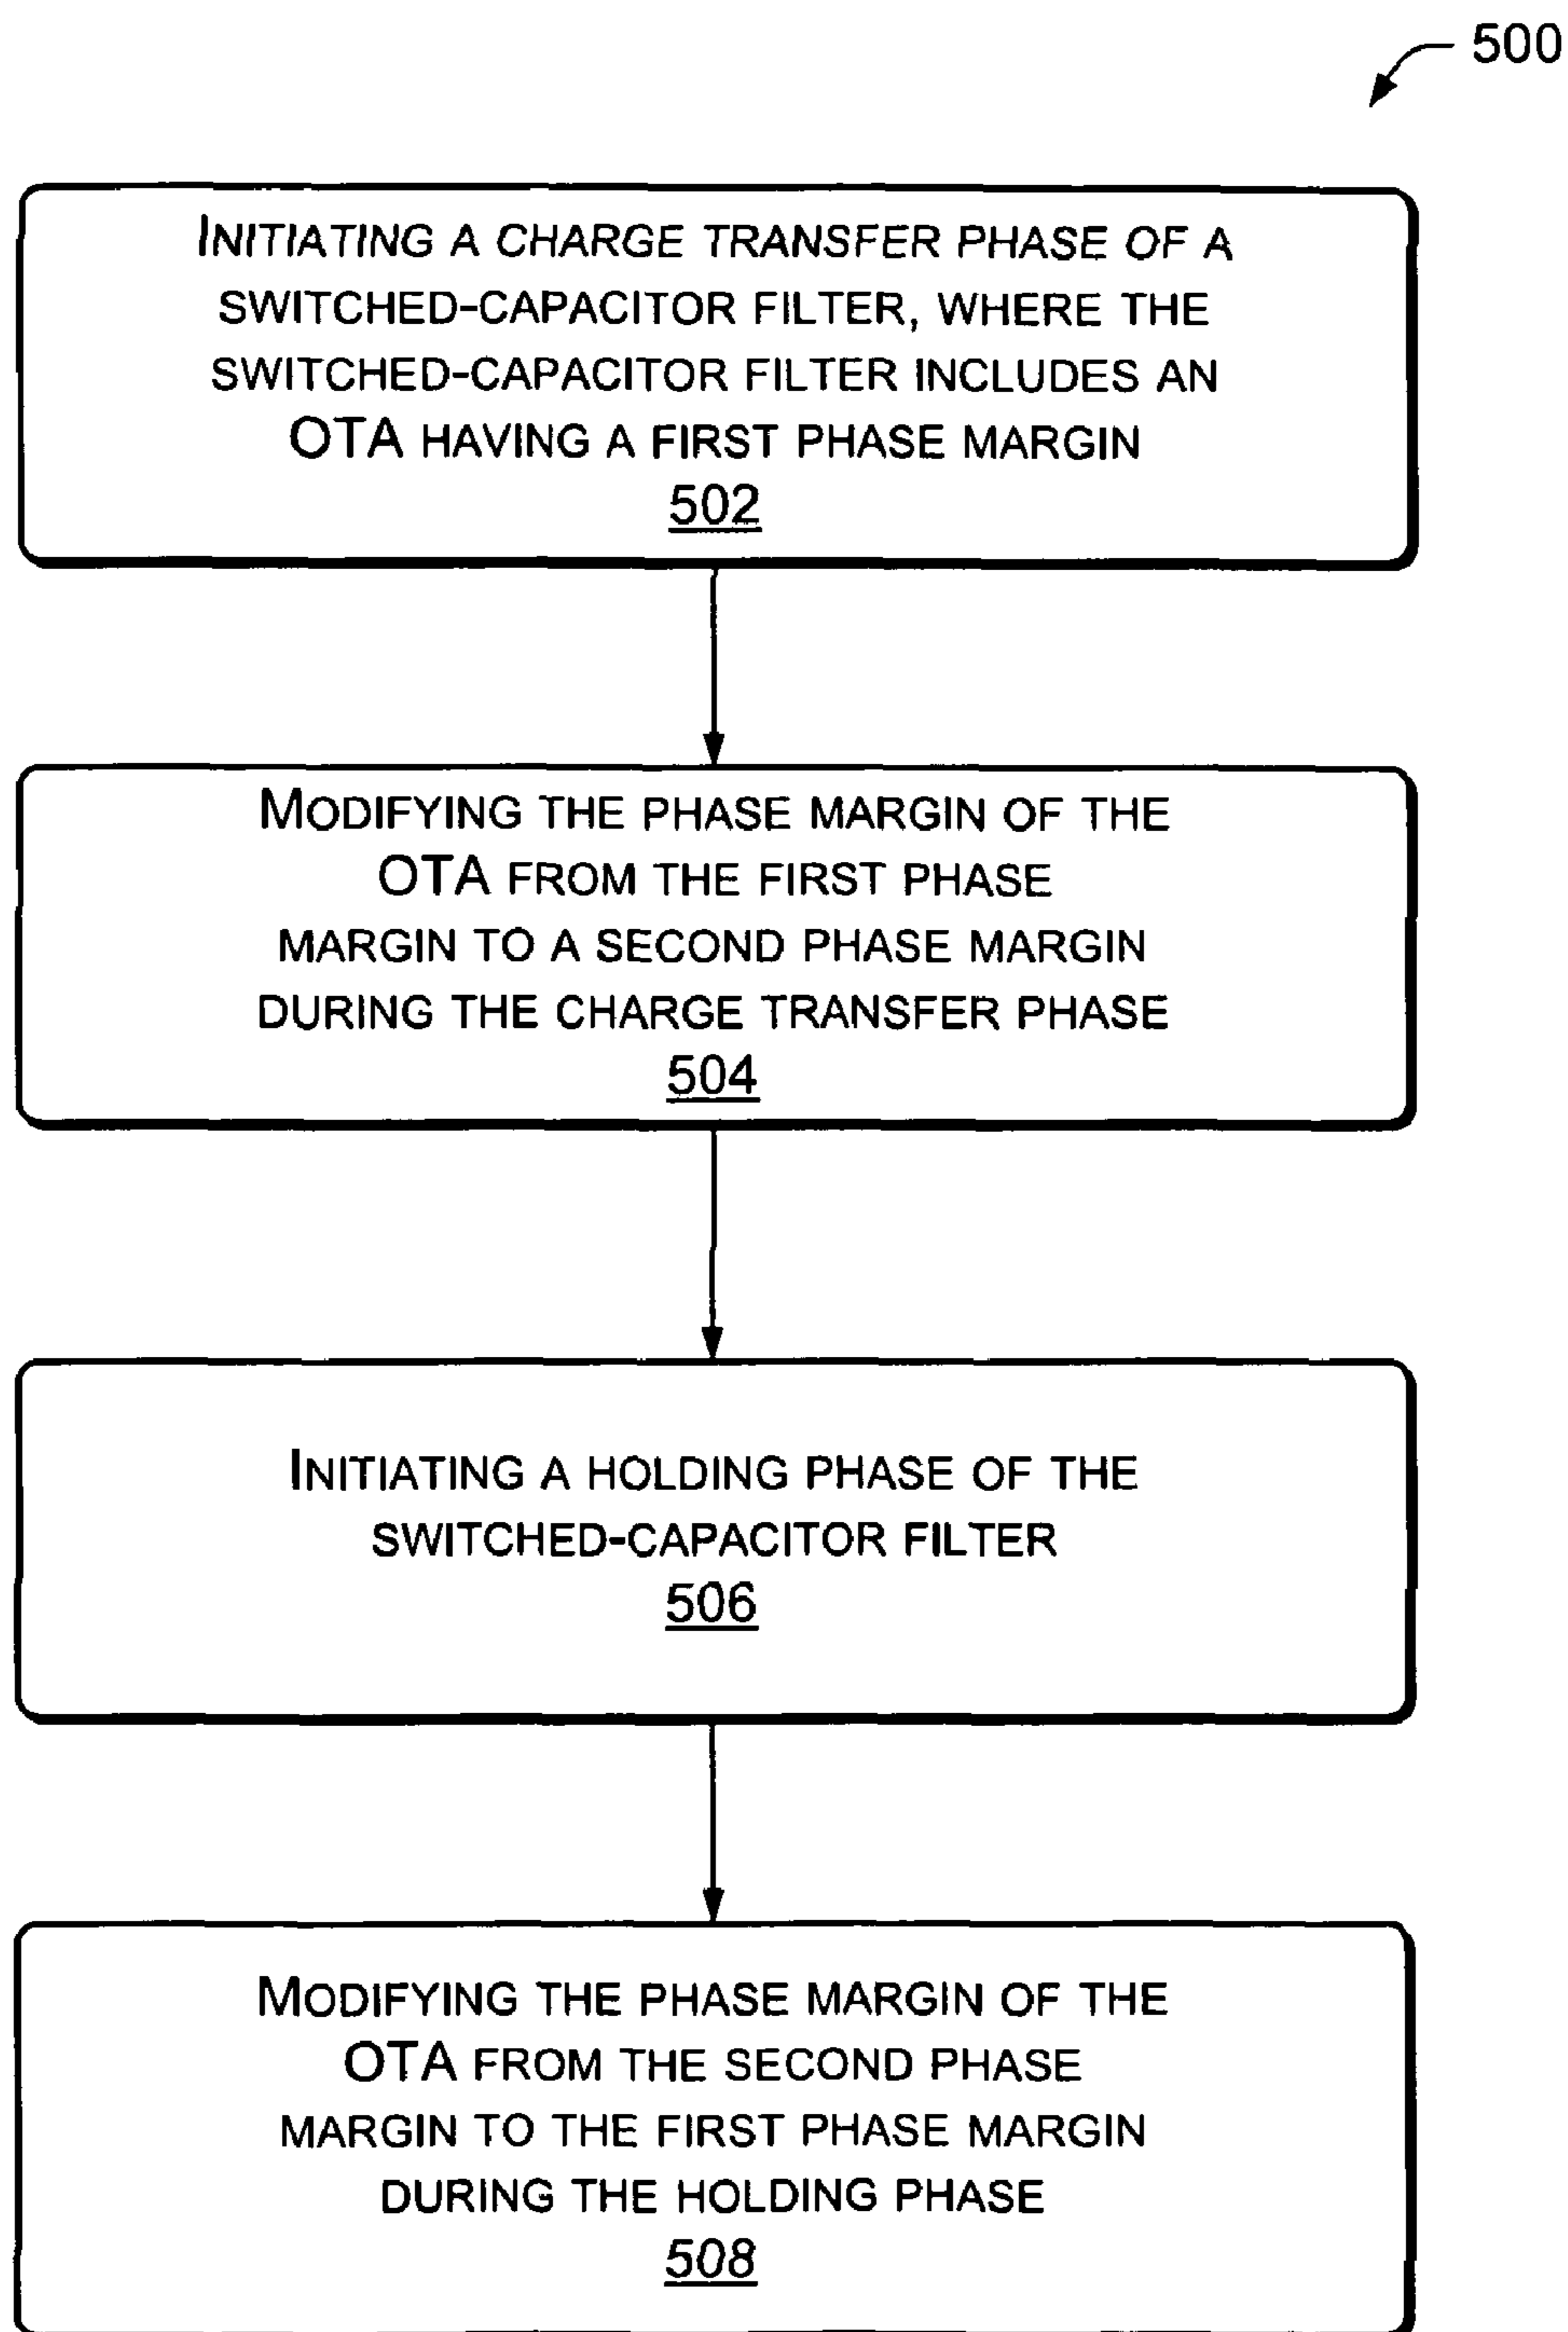 500
INITIATING A CHARGE TRANSFER PHASE OF A
SWITCHED-CAPACITOR FILTER, WHERE THE
SWITCHED-CAPACITOR FILTER INCLUDES AN
OTA HAVING A FIRST PHASE MARGIN
502
MODIFYING THE PHASE MARGIN OF THE
OTA FROM THE FIRST PHASE
MARGIN TO A SECOND PHASE MARGIN
DURING THE CHARGE TRANSFER PHASE
504
INITIATING A HOLDING PHASE OF THE
SWITCHED-CAPACITOR FILTER
506
MODIFYING THE PHASE MARGIN OF THE
OTA FROM THE SECOND PHASE
MARGIN TO THE FIRST PHASE MARGIN
DURING THE HOLDING PHASE
508